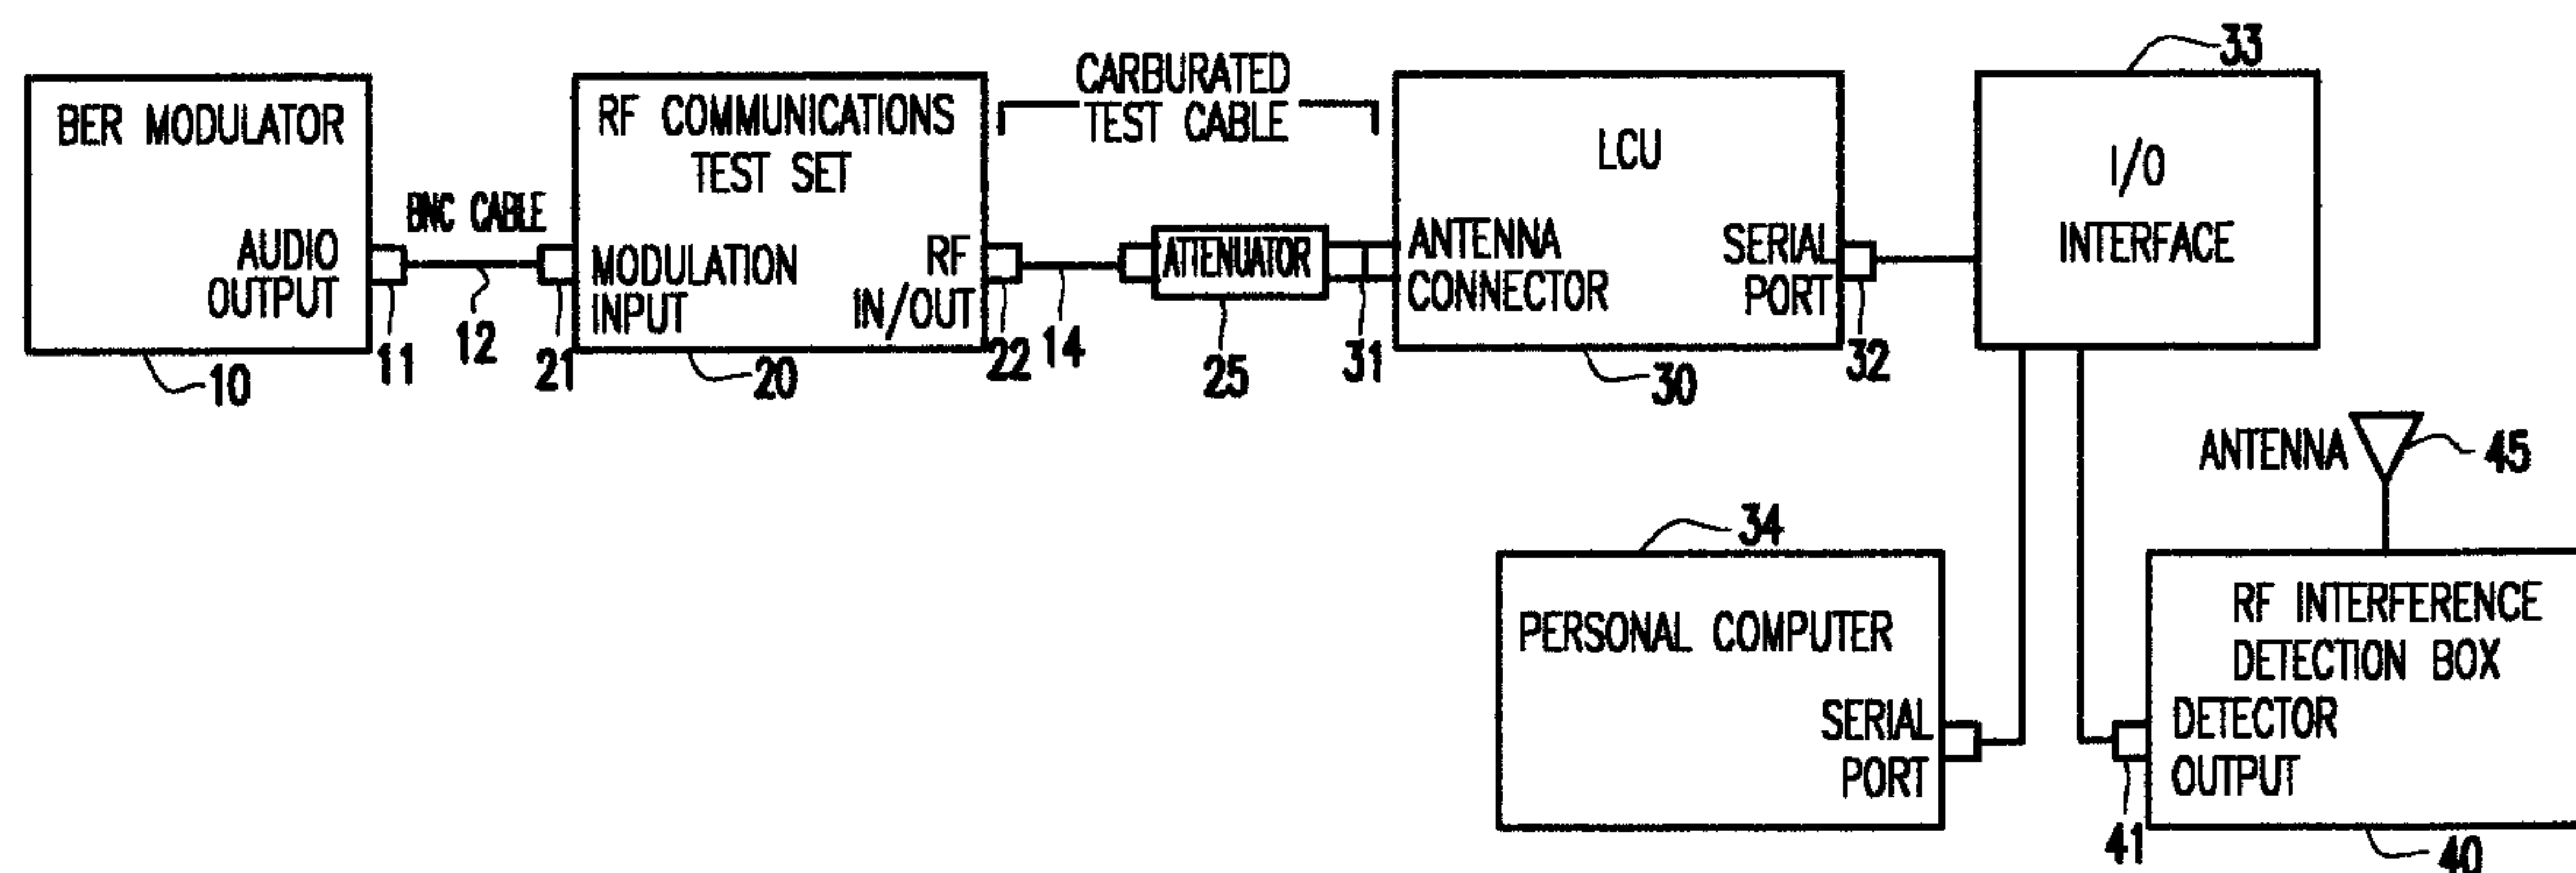 BER MODULATOR
AUDIO
OUTPUT
10
11
BNC CABLE
12
21
RF COMMUNICATIONS
TEST SET
MODULATION
INPUT
RF
IN/OUT
20
22
CARBURATED
TEST CABLE
14
ATTENUATOR
25
31
LCU
ANTENNA
CONNECTOR
SERIAL
PORT
30
32
33
I/O
INTERFACE
34
PERSONAL COMPUTER
SERIAL
PORT
ANTENNA
45
RF INTERFERENCE
DETECTION BOX
DETECTOR
OUTPUT
41
40